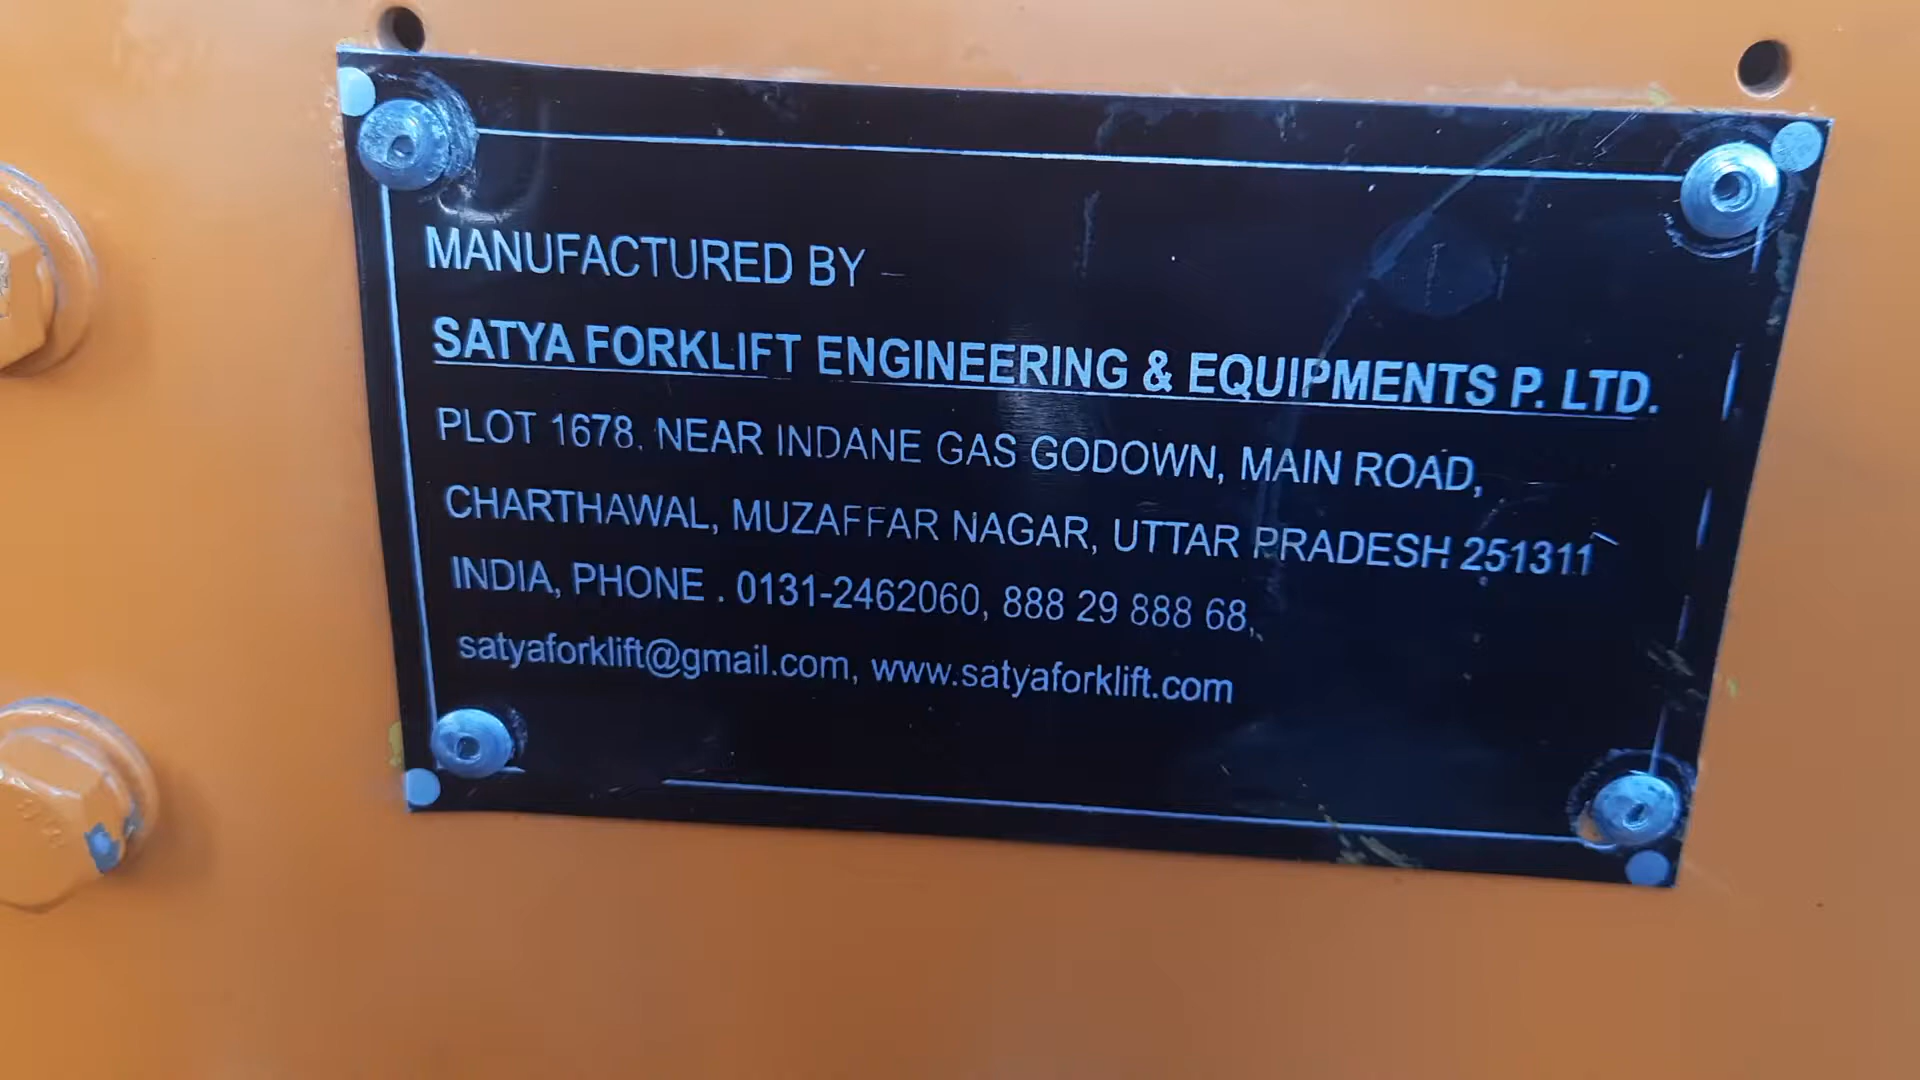 MANUFACTURED BY –
SATYA FORKLIFT ENGINEERING & EQUIPMENTS P. LTD.
PLOT 1678, NEAR INDANE GAS GODOWN, MAIN ROAD,
CHARTHAWAL, MUZAFFAR NAGAR, UTTAR PRADESH 251311
INDIA, PHONE . 0131-2462060, 888 29 888 68,
satyaforklift@gmail.com, www.satyaforklift.com